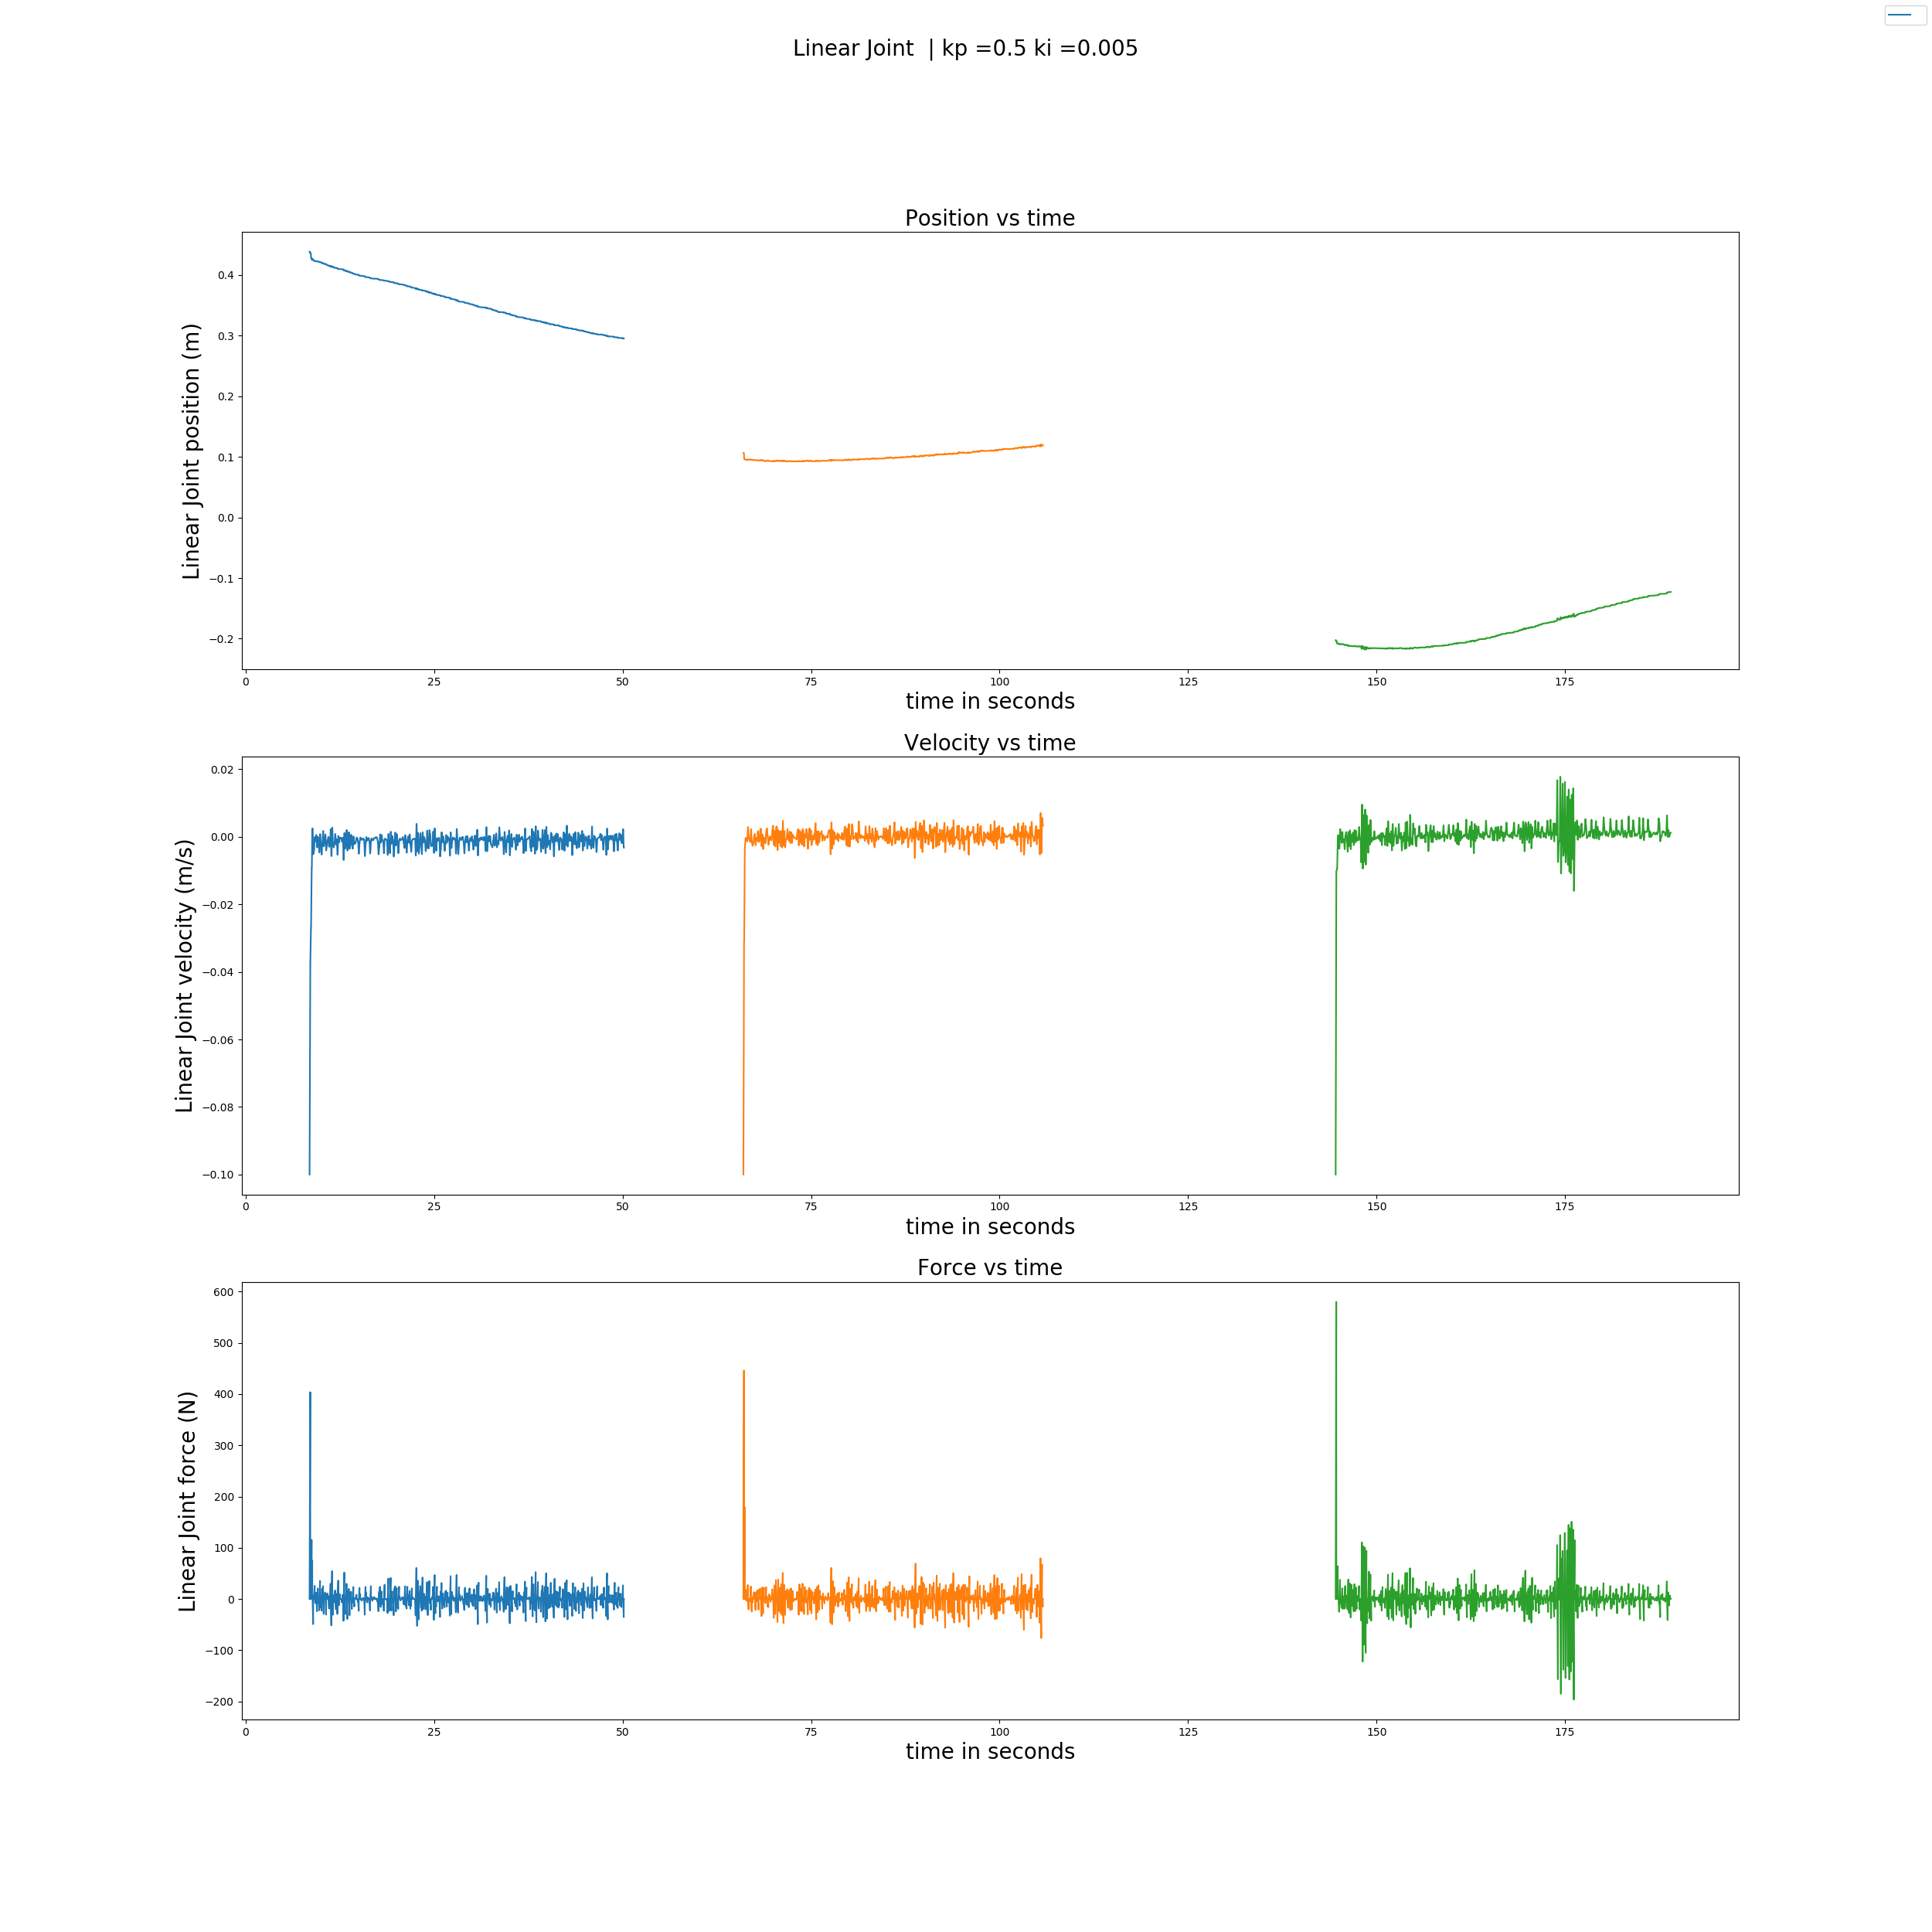 Linear Joint | kp =0.5 ki =0.005
Position vs time
Linear Joint position (m)
0.4
0.3
0.2
0.1
0.0
−0.1
−0.2
0 25 50 75 100 125 150 175
time in seconds
Velocity vs time
Linear Joint velocity (m/s)
0.02
0.00
−0.02
−0.04
−0.06
−0.08
−0.10
0 25 50 75 100 125 150 175
time in seconds
Force vs time
Linear Joint force (N)
600
500
400
300
200
100
0
−100
−200
0 25 50 75 100 125 150 175
time in seconds